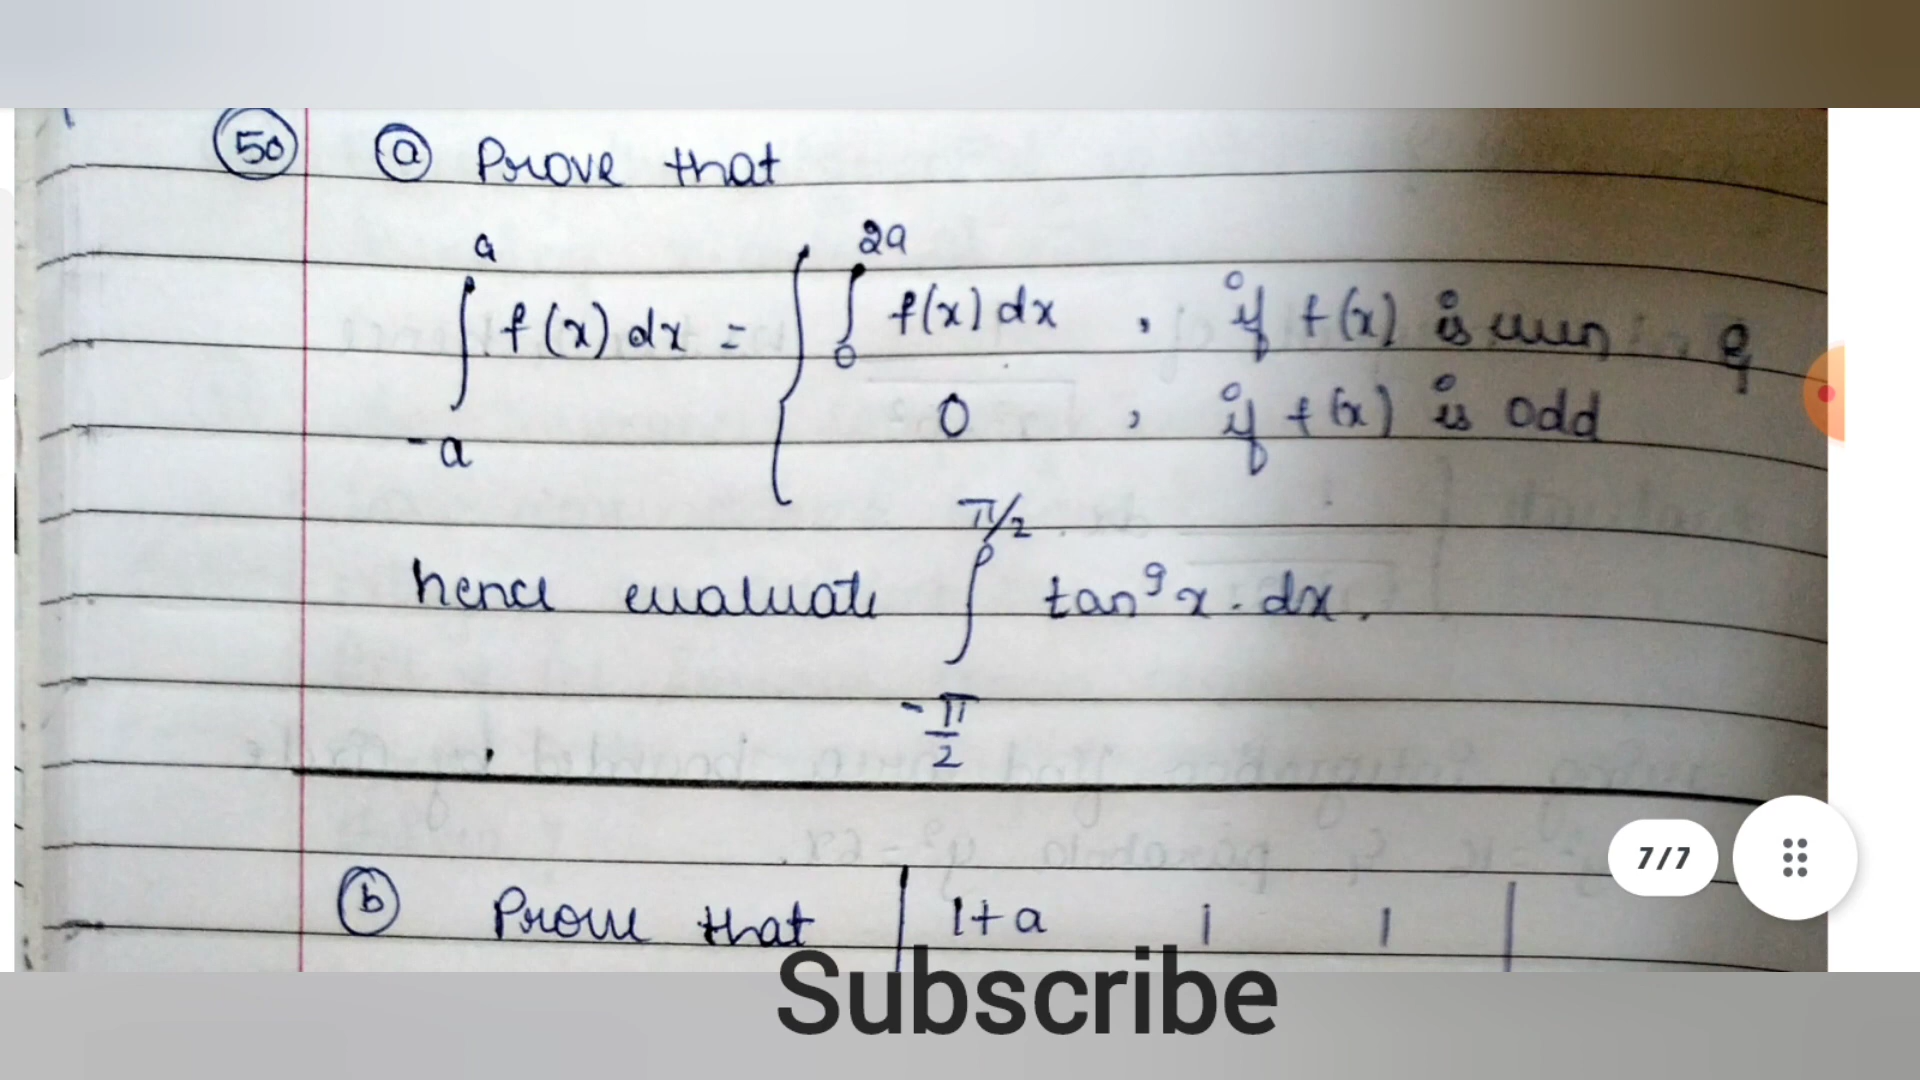 50 a Prove that
∫_{-a}^{a} f(x) dx = { ∫_{0}^{2a} f(x) dx , if f(x) is even &
0 , if f(x) is odd
hence evaluate ∫_{-π/2}^{π/2} tan⁹ x . dx.
7/7
b Prove that | 1+a 1 1 |
Subscribe